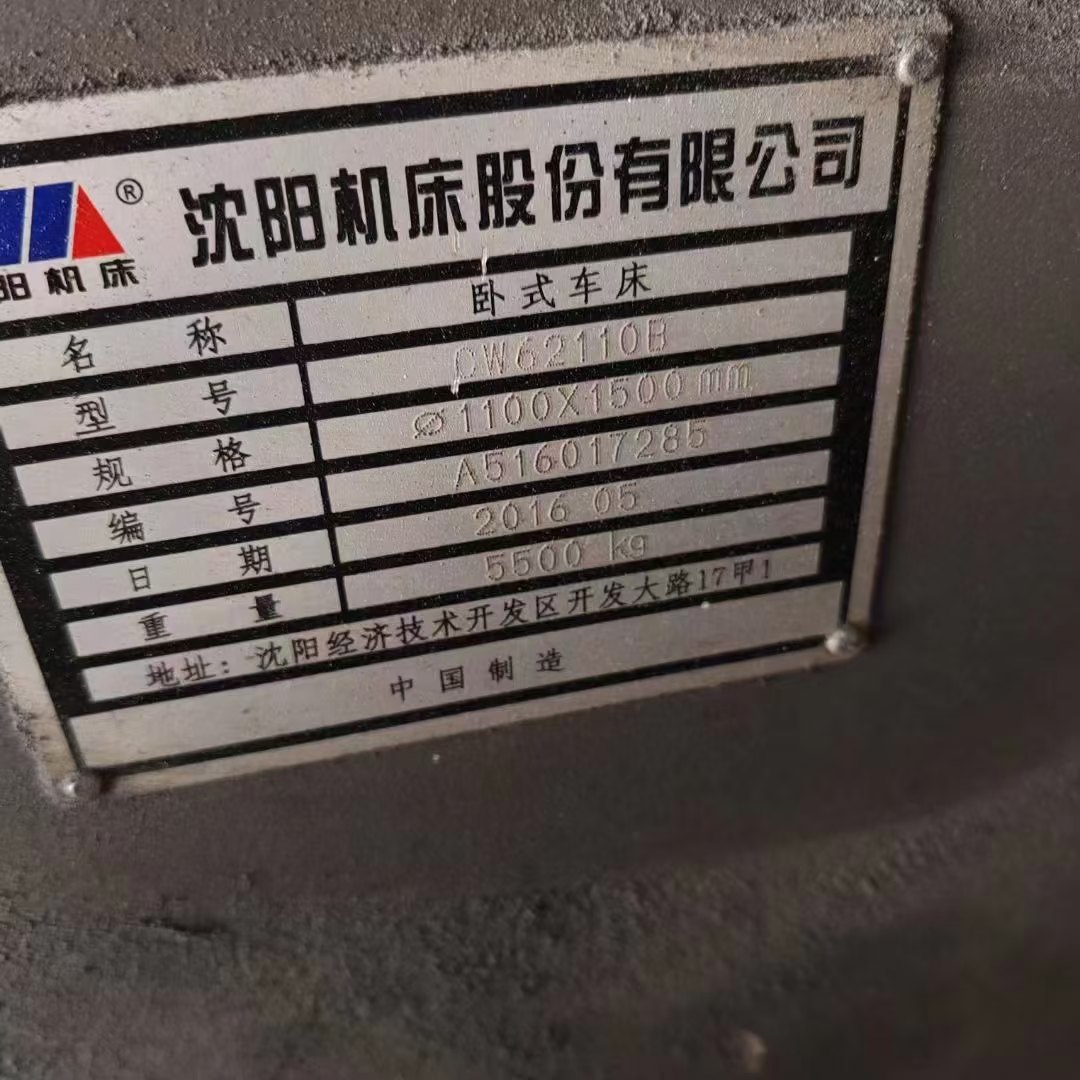 ® 沈阳机床股份有限公司
阳机床
名 称 卧式车床
型 号 CW62110B
规 格 ⌀1100X1500mm
编 号 A516017285
日 期 2016 05
重 量 5500 kg
地址：沈阳经济技术开发区开发大路17甲1
中国制造